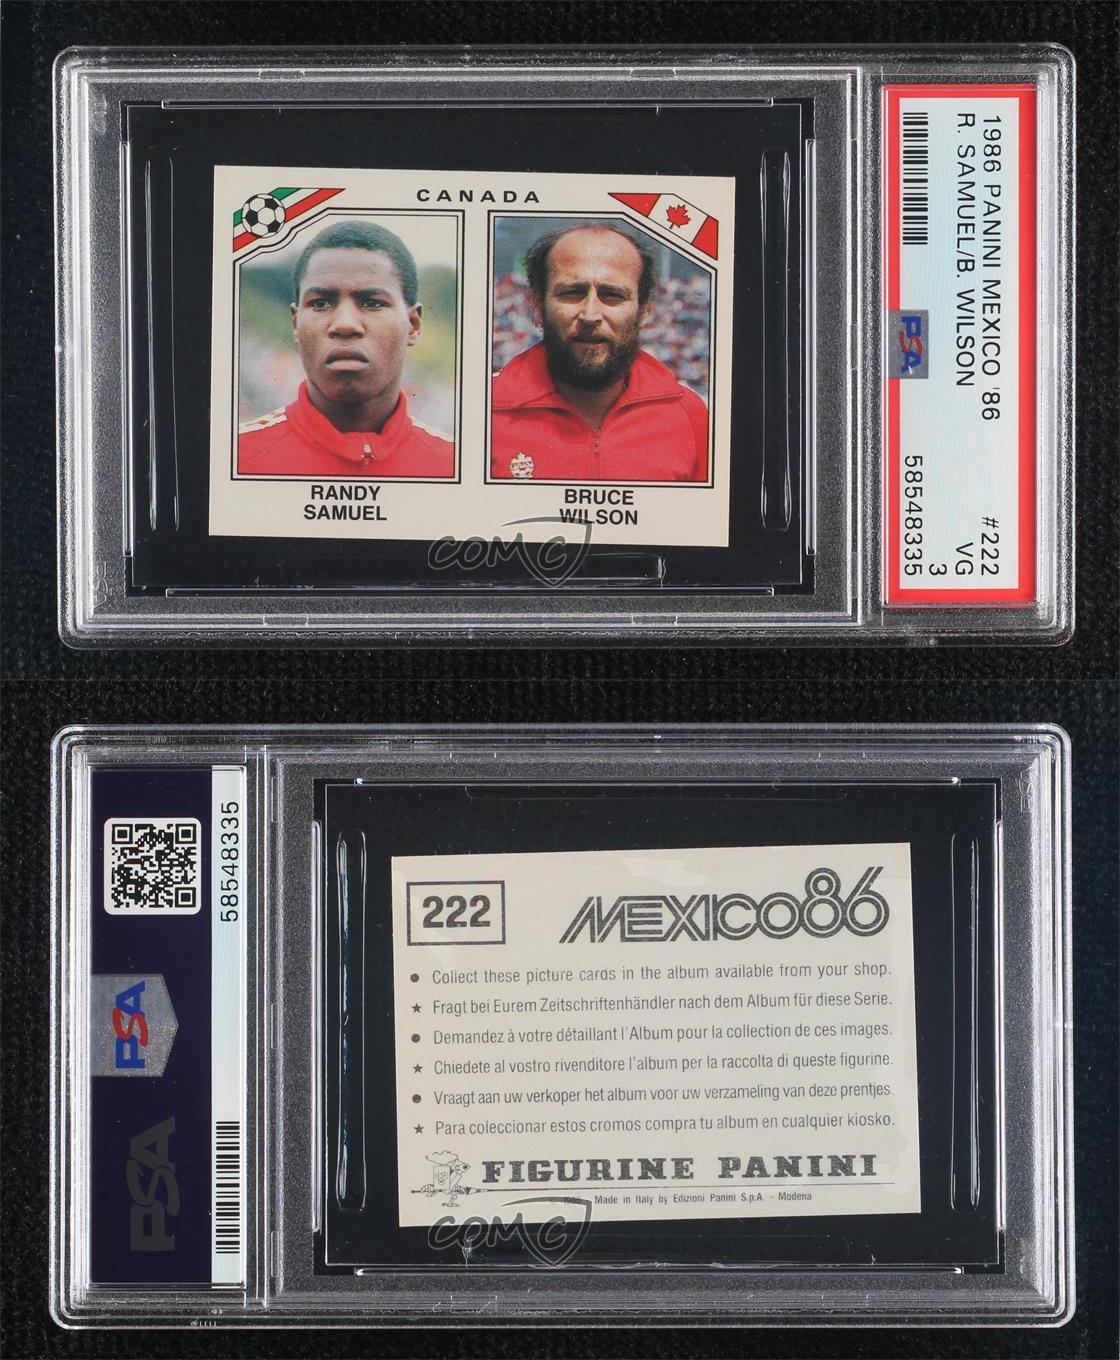 1986 PANINI MEXICO '86 #222
R. SAMUEL/B. WILSON VG
3
PSA
58548335
CANADA
CANADA
RANDY
SAMUEL
BRUCE
WILSON
COMC
58548335
PSA
PSA
222
MEXICO86
● Collect these picture cards in the album available from your shop.
★ Fragt bei Eurem Zeitschriftenhändler nach dem Album für diese Serie.
● Demandez à votre détaillant l'Album pour la collection de ces images.
★ Chiedete al vostro rivenditore l'album per la raccolta di queste figurine.
● Vraagt aan uw verkoper het album voor uw verzameling van deze prentjes.
★ Para coleccionar estos cromos compra tu album en cualquier kiosko.
FIGURINE PANINI
1986 - Made in Italy by Edizioni Panini S.p.A. - Modena
COMC